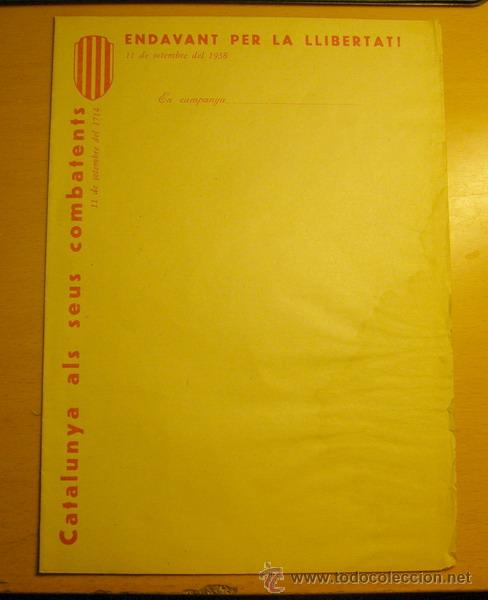 ENDAVANT PER LA LLIBERTAT!
11 de setembre del 1938
En campanya
Catalunya als seus combatents
11 de setembre del 1714
www.todocoleccion.net